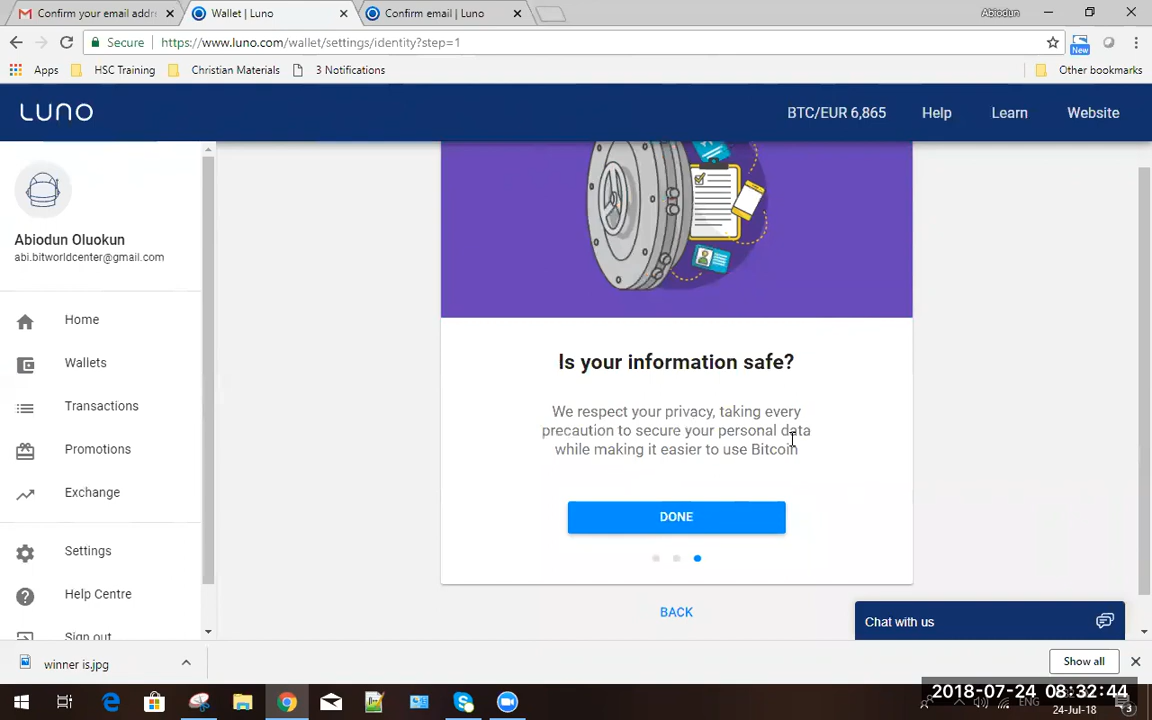 Confirm your email addr
Wallet | Luno
Confirm email | Luno
Abiodun
Secure
https://www.luno.com/wallet/settings/identity?step=1
New
Apps
HSC Training
Christian Materials
3 Notifications
Other bookmarks
LUNO
BTC/EUR 6,865
Help
Learn
Website
Abiodun Oluokun
abi.bitworldcenter@gmail.com
Home
Wallets
Transactions
Promotions
Exchange
Settings
Help Centre
Sign out
Is your information safe?
We respect your privacy, taking every
precaution to secure your personal data
while making it easier to use Bitcoin
DONE
BACK
Chat with us
winner is.jpg
Show all
2018-07-24 08:32:44
ENG
24-Jul-18
3